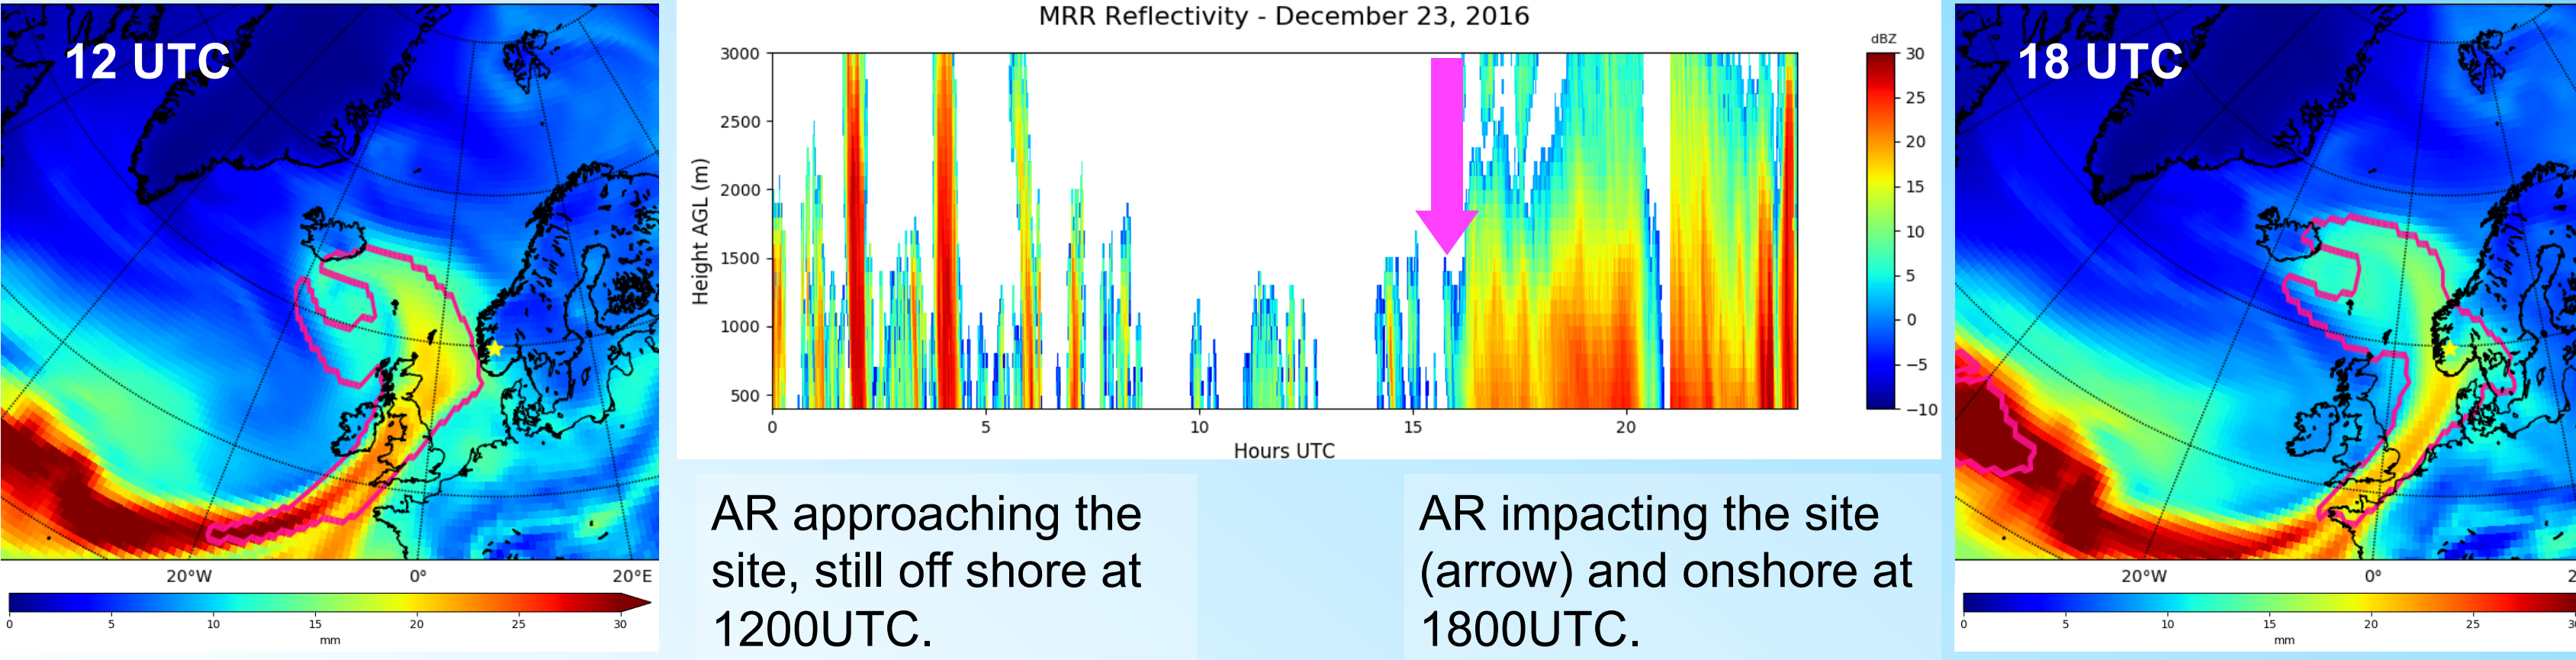 12 UTC
20°W 0° 20°E
0 5 10 15 20 25 30
mm
MRR Reflectivity - December 23, 2016
Height AGL (m)
3000
2500
2000
1500
1000
500
0 5 10 15 20
Hours UTC
dBZ
30
25
20
15
10
5
0
−5
−10
AR approaching the
site, still off shore at
1200UTC.
AR impacting the site
(arrow) and onshore at
1800UTC.
18 UTC
20°W 0°
0 5 10 15 20 25
mm